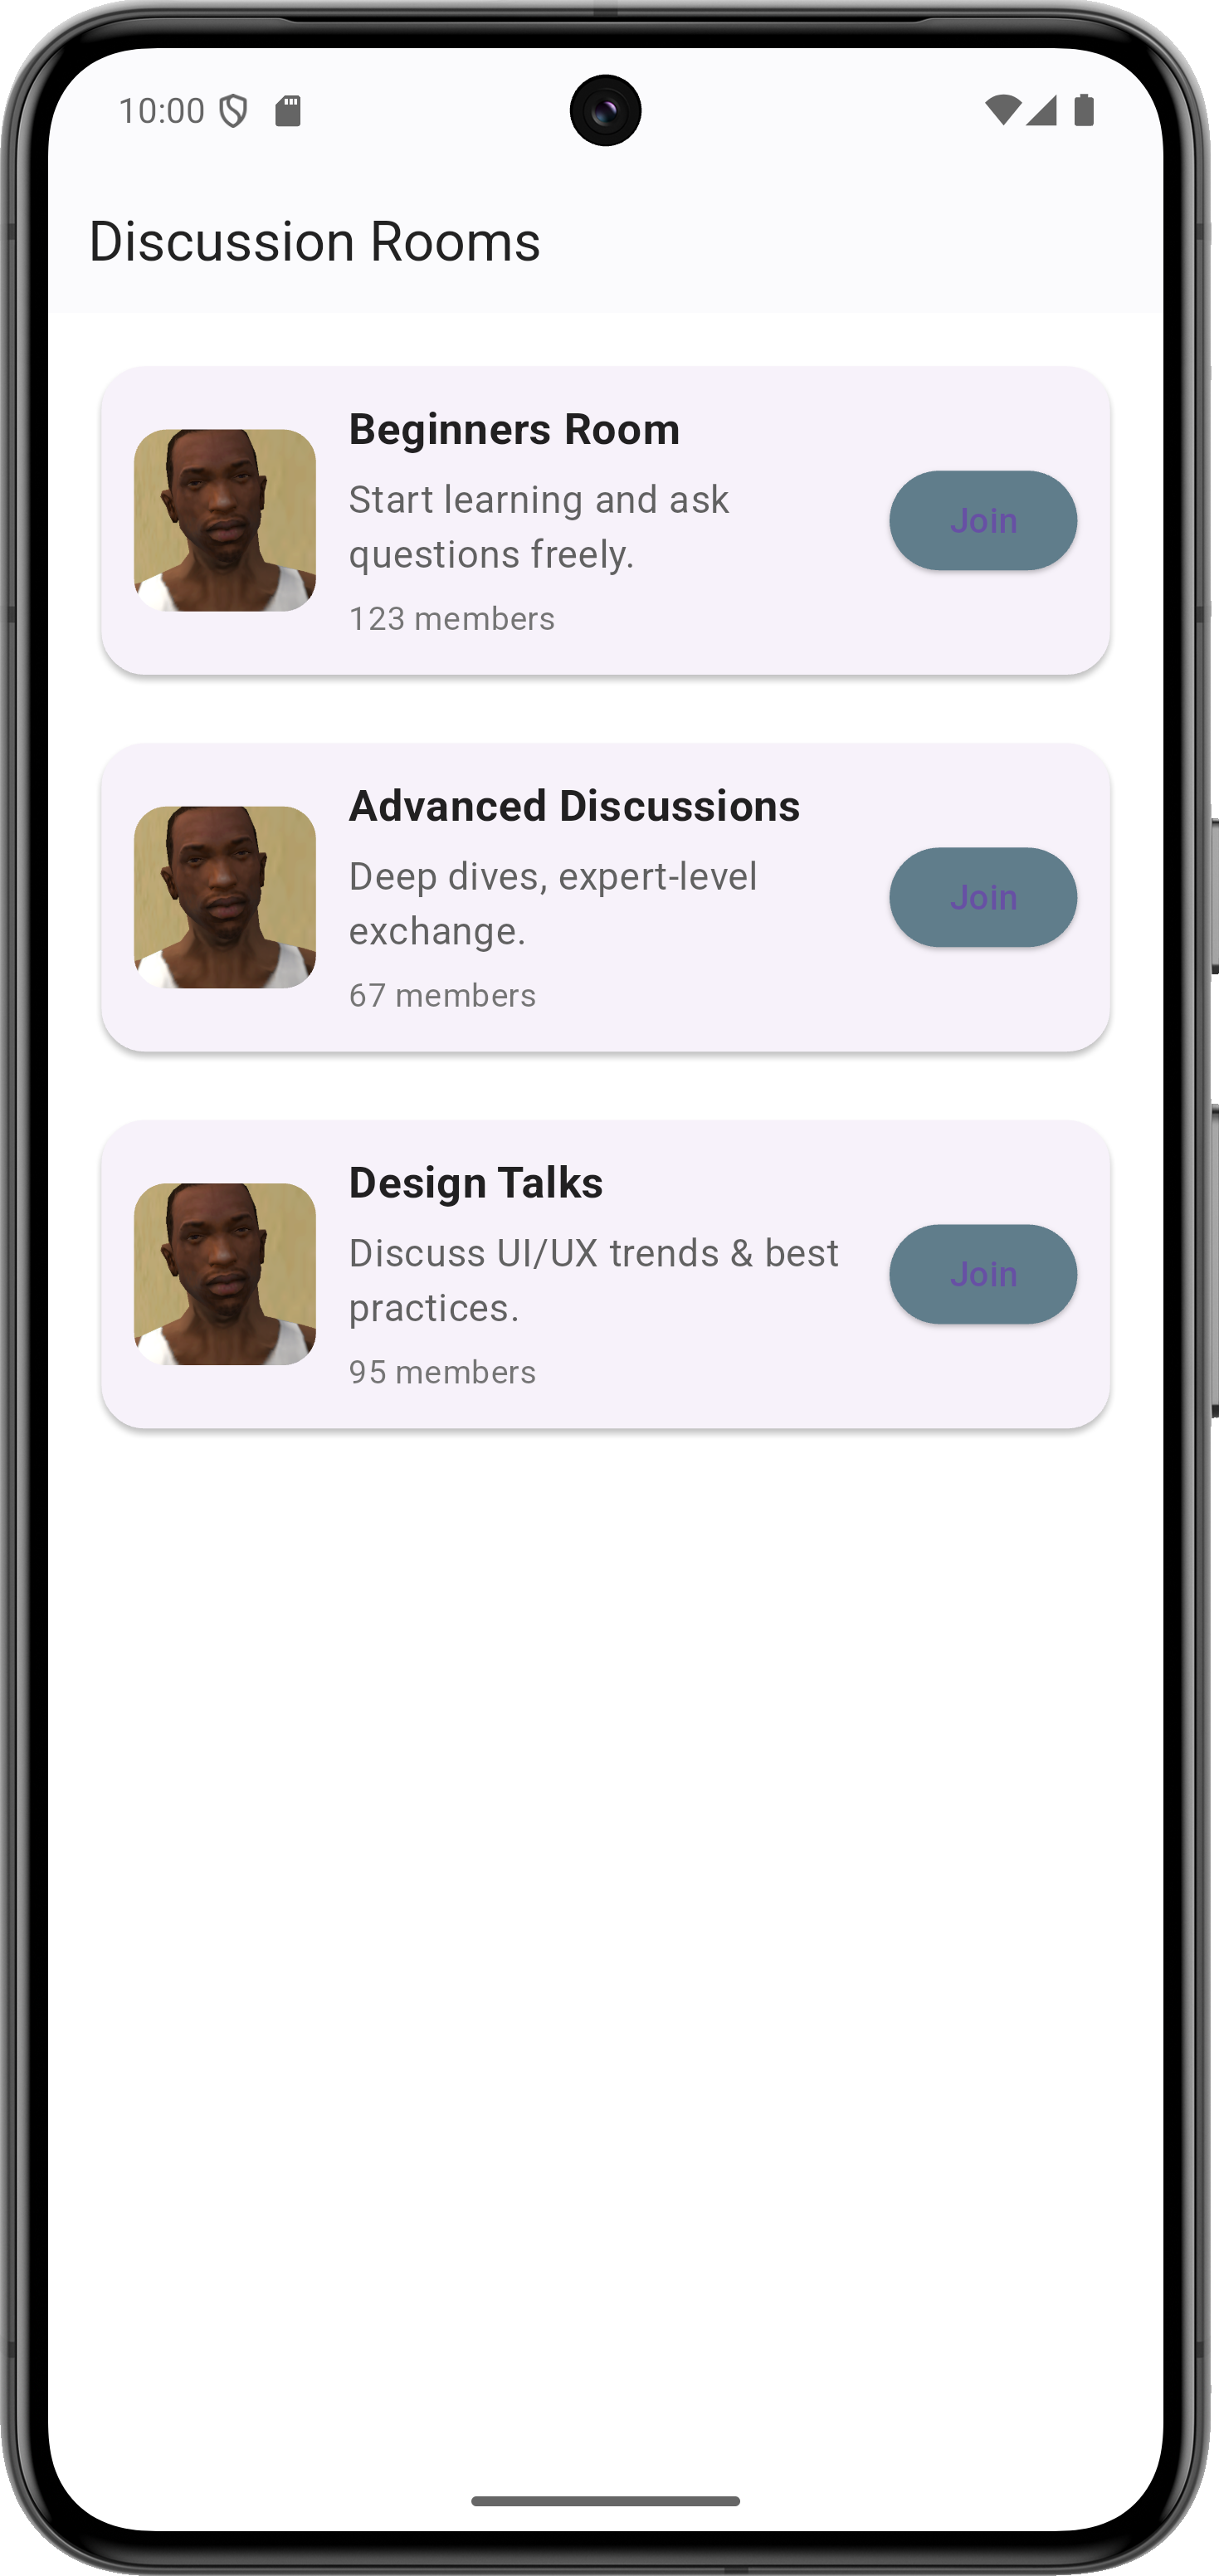 10:00
Discussion Rooms
Beginners Room
Start learning and ask
questions freely.
123 members
Join
Advanced Discussions
Deep dives, expert-level
exchange.
67 members
Join
Design Talks
Discuss UI/UX trends & best
practices.
95 members
Join